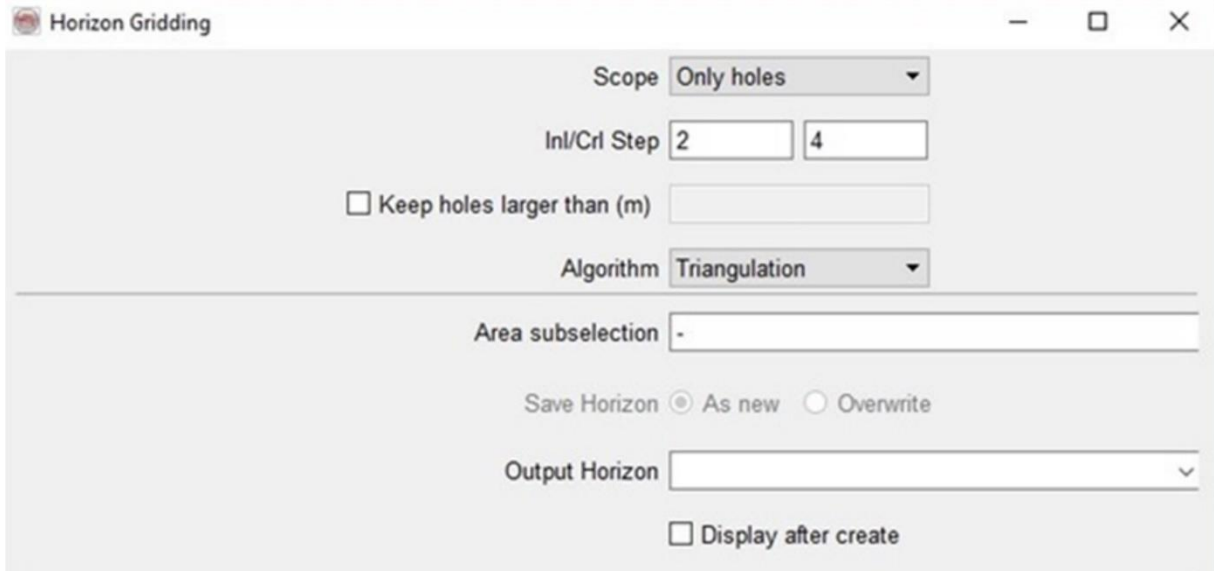 Horizon Gridding
Scope Only holes
Inl/Crl Step 2 4
Keep holes larger than (m)
Algorithm Triangulation
Area subselection -
Save Horizon As new Overwrite
Output Horizon
Display after create